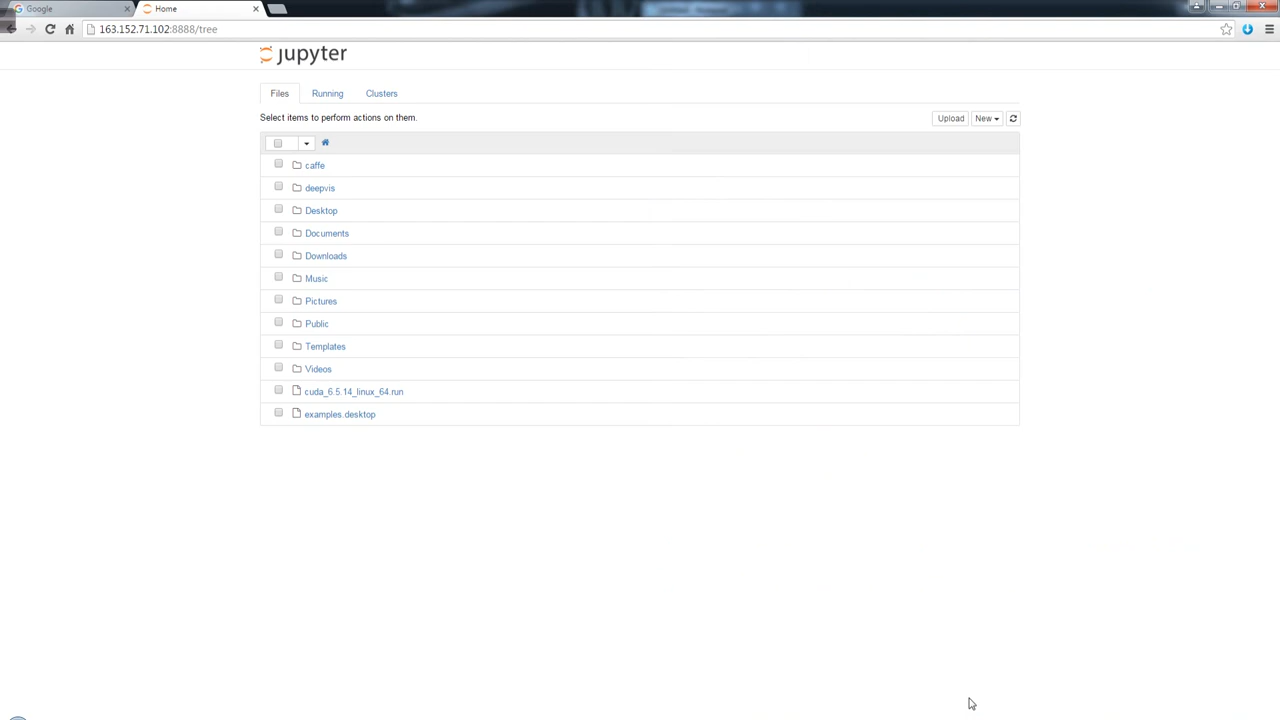 Google
Home
163.152.71.102:8888/tree
jupyter
Files Running Clusters
Select items to perform actions on them.
Upload New
caffe
deepvis
Desktop
Documents
Downloads
Music
Pictures
Public
Templates
Videos
cuda_6.5.14_linux_64.run
examples.desktop